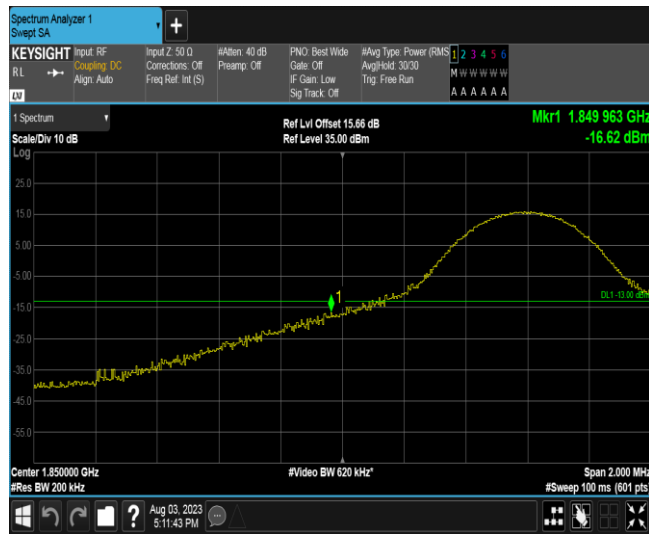 Spectrum Analyzer 1
Swept SA
KEYSIGHT
RL
LXI
Input: RF
Coupling: DC
Align: Auto
Input Z: 50 Ω
Corrections: Off
Freq Ref: Int (S)
#Atten: 40 dB
Preamp: Off
PNO: Best Wide
Gate: Off
IF Gain: Low
Sig Track: Off
#Avg Type: Power (RMS
Avg|Hold: 30/30
Trig: Free Run
1 2 3 4 5 6
M W W W W W
A A A A A A
1 Spectrum
Scale/Div 10 dB
Ref Lvl Offset 15.66 dB
Ref Level 35.00 dBm
Mkr1 1.849 963 GHz
-16.62 dBm
Log
25.0
15.0
5.00
-5.00
-15.0
-25.0
-35.0
-45.0
-55.0
1
DL1 -13.00 dBm
Center 1.850000 GHz
#Res BW 200 kHz
#Video BW 620 kHz*
Span 2.000 MHz
#Sweep 100 ms (601 pts
?
Aug 03, 2023
5:11:43 PM